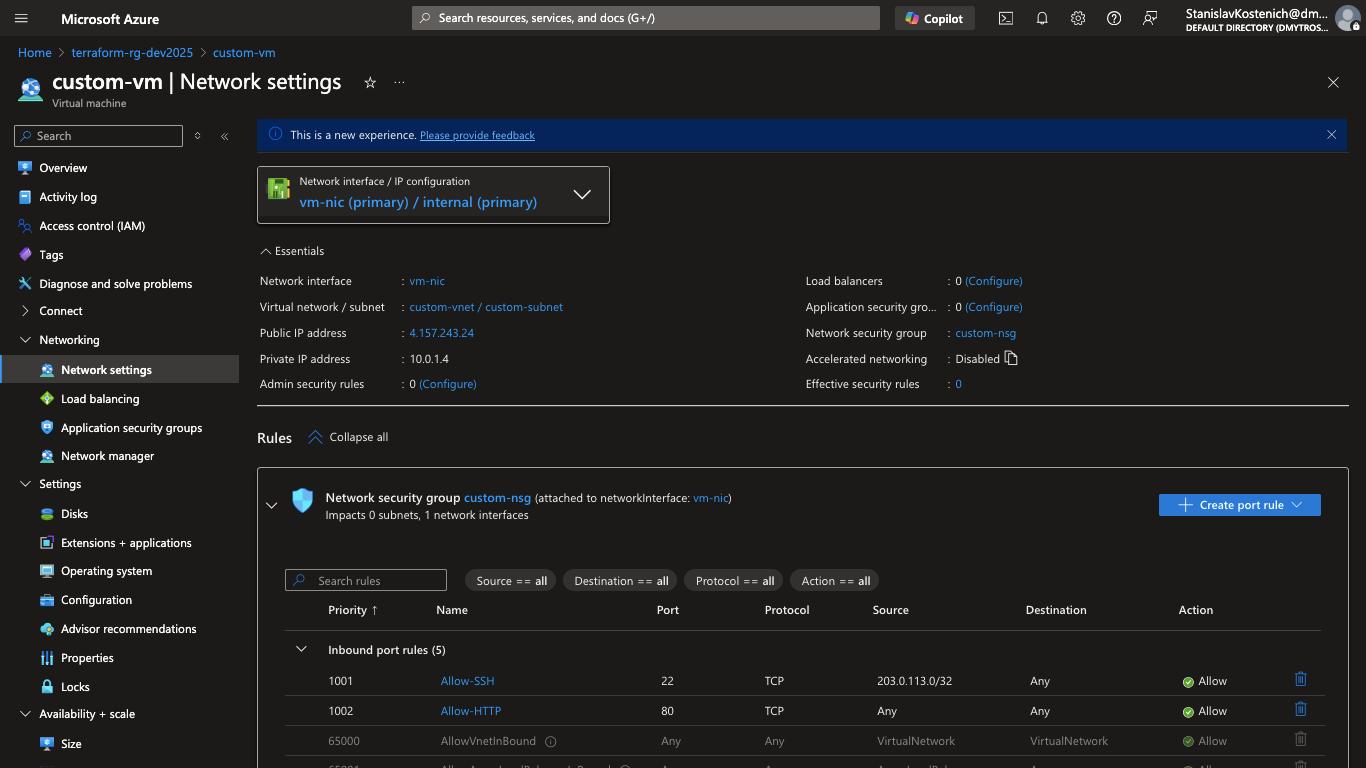 Microsoft Azure
Search resources, services, and docs (G+/)
Copilot
StanislavKostenich@dm...
DEFAULT DIRECTORY (DMYTROS...
Home > terraform-rg-dev2025 > custom-vm
custom-vm | Network settings
Virtual machine
Search
Overview
Activity log
Access control (IAM)
Tags
Diagnose and solve problems
Connect
Networking
Network settings
Load balancing
Application security groups
Network manager
Settings
Disks
Extensions + applications
Operating system
Configuration
Advisor recommendations
Properties
Locks
Availability + scale
Size
This is a new experience. Please provide feedback
Network interface / IP configuration
vm-nic (primary) / internal (primary)
Essentials
Network interface : vm-nic
Virtual network / subnet : custom-vnet / custom-subnet
Public IP address : 4.157.243.24
Private IP address : 10.0.1.4
Admin security rules : 0 (Configure)
Load balancers : 0 (Configure)
Application security gro... : 0 (Configure)
Network security group : custom-nsg
Accelerated networking : Disabled
Effective security rules : 0
Rules
Collapse all
Network security group custom-nsg (attached to networkInterface: vm-nic)
Impacts 0 subnets, 1 network interfaces
Create port rule
Search rules
Source == all
Destination == all
Protocol == all
Action == all
Priority ↑ Name Port Protocol Source Destination Action
Inbound port rules (5)
1001 Allow-SSH 22 TCP 203.0.113.0/32 Any Allow
1002 Allow-HTTP 80 TCP Any Any Allow
65000 AllowVnetInBound Any Any VirtualNetwork VirtualNetwork Allow